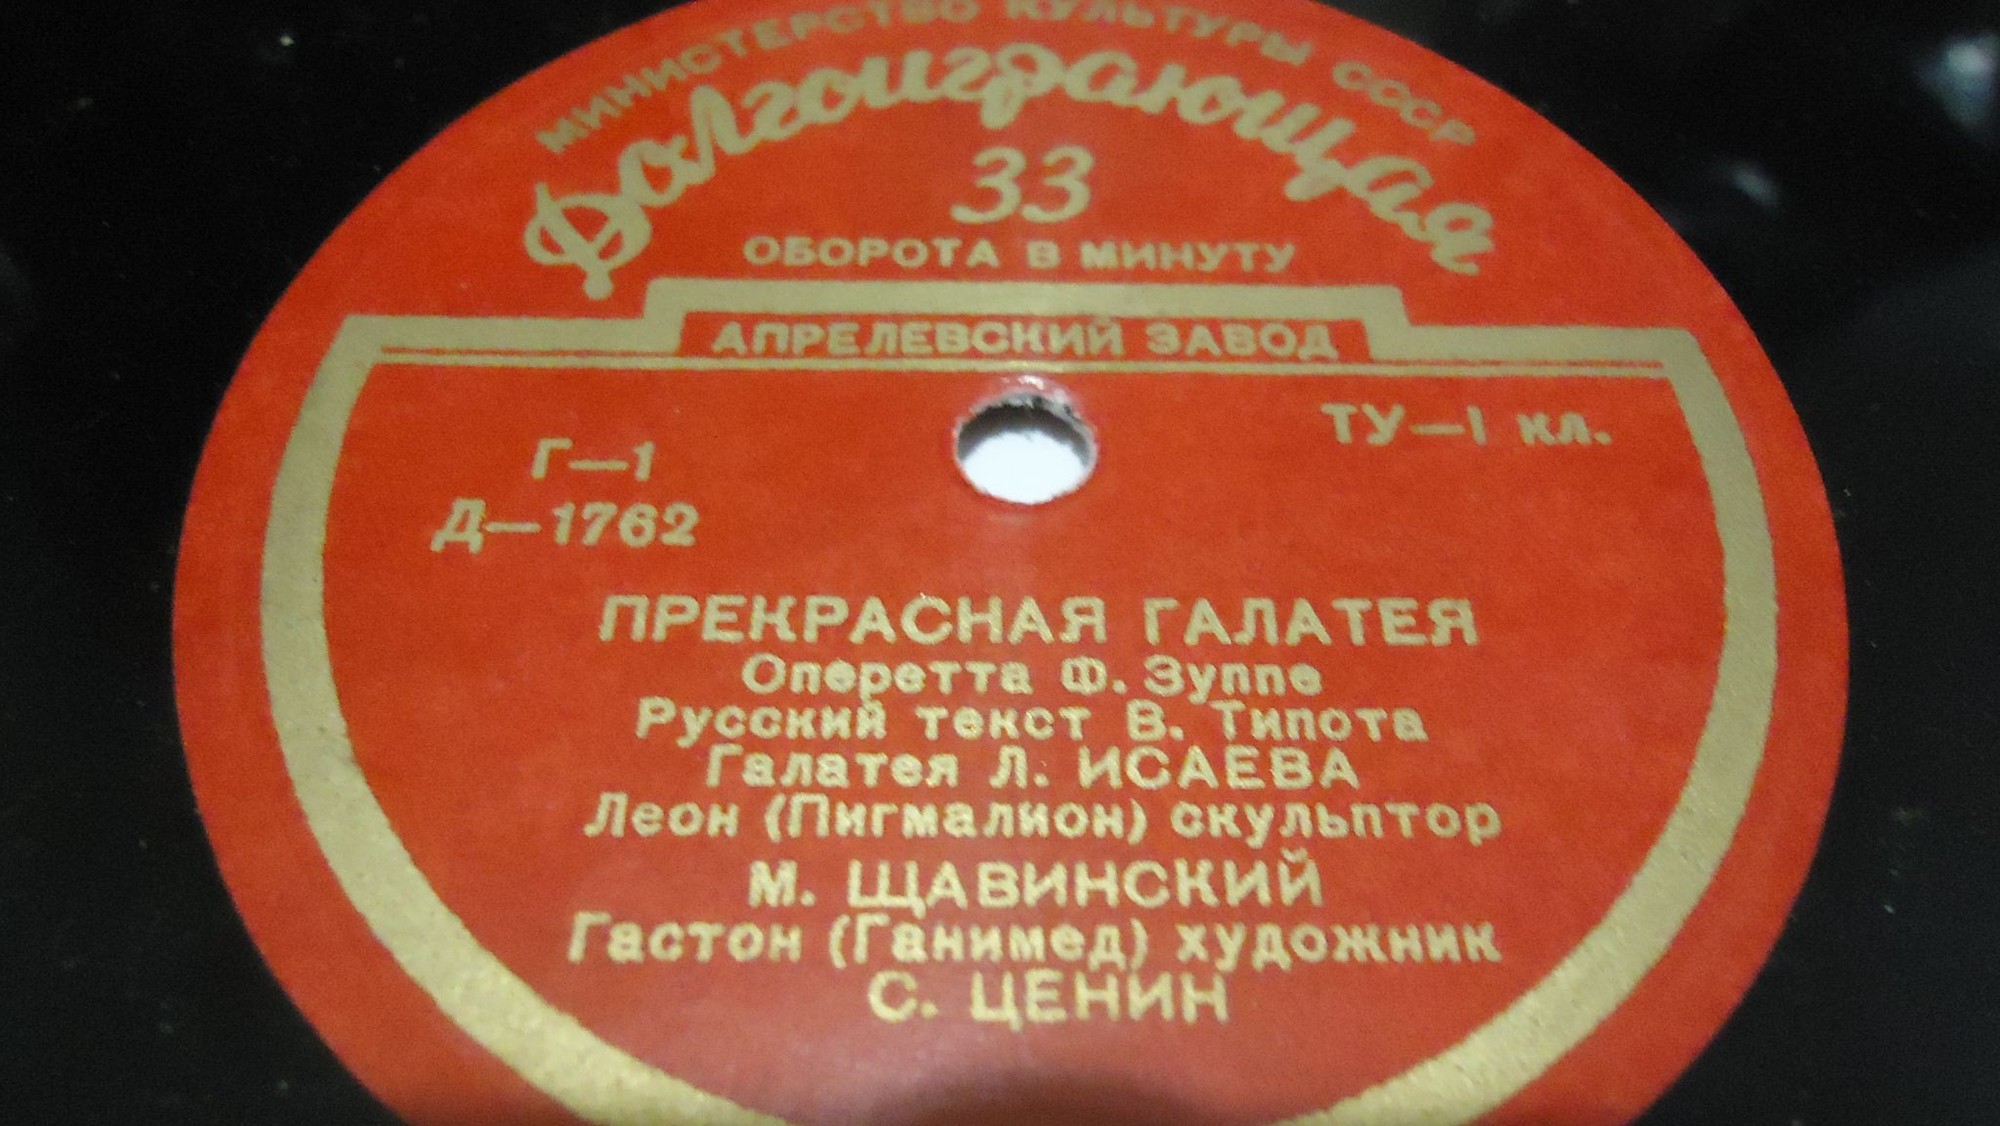 МИНИСТЕРСТВО КУЛЬТУРЫ СССР
Долгоиграющая
33
ОБОРОТА В МИНУТУ
АПРЕЛЕВСКИЙ ЗАВОД
Г—1
ТУ—1 кл.
Д—1762
ПРЕКРАСНАЯ ГАЛАТЕЯ
Оперетта Ф. Зуппе
Русский текст В. Типота
Галатея Л. ИСАЕВА
Леон (Пигмалион) скульптор
М. ЩАВИНСКИЙ
Гастон (Ганимед) художник
С. ЦЕНИН